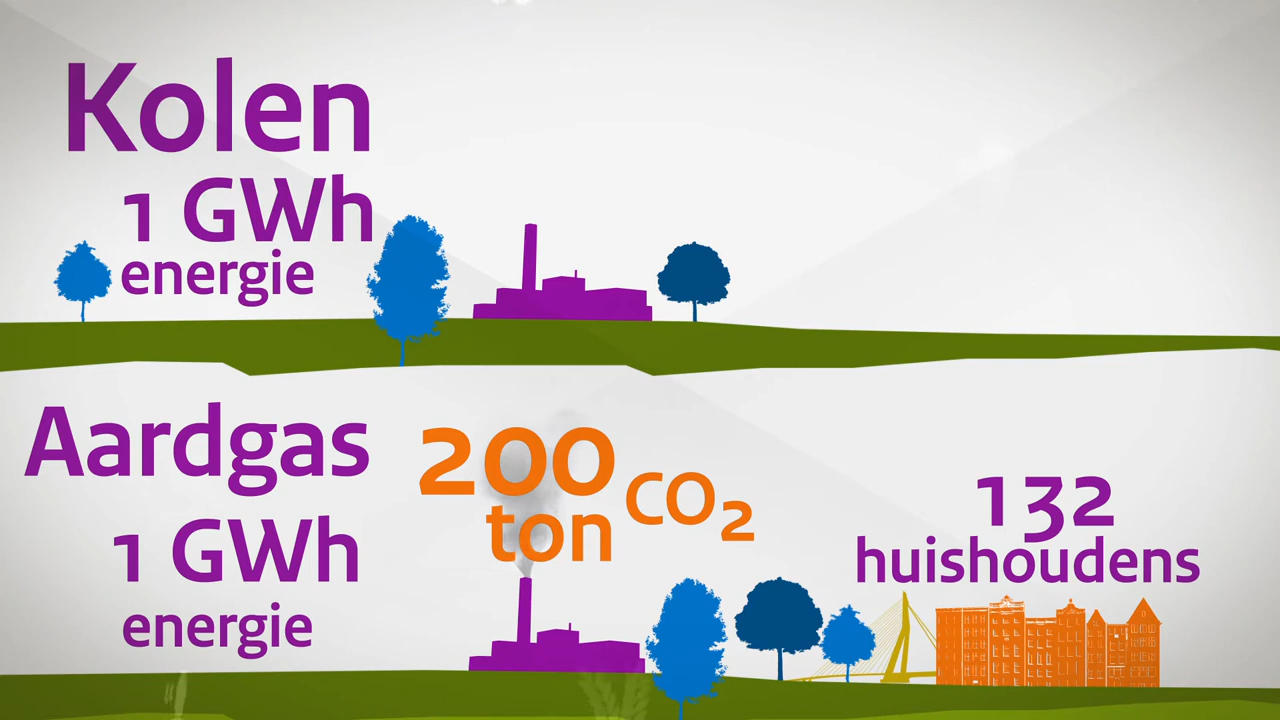 Kolen
1 GWh
energie
Aardgas
1 GWh
energie
200
ton CO₂
132
huishoudens